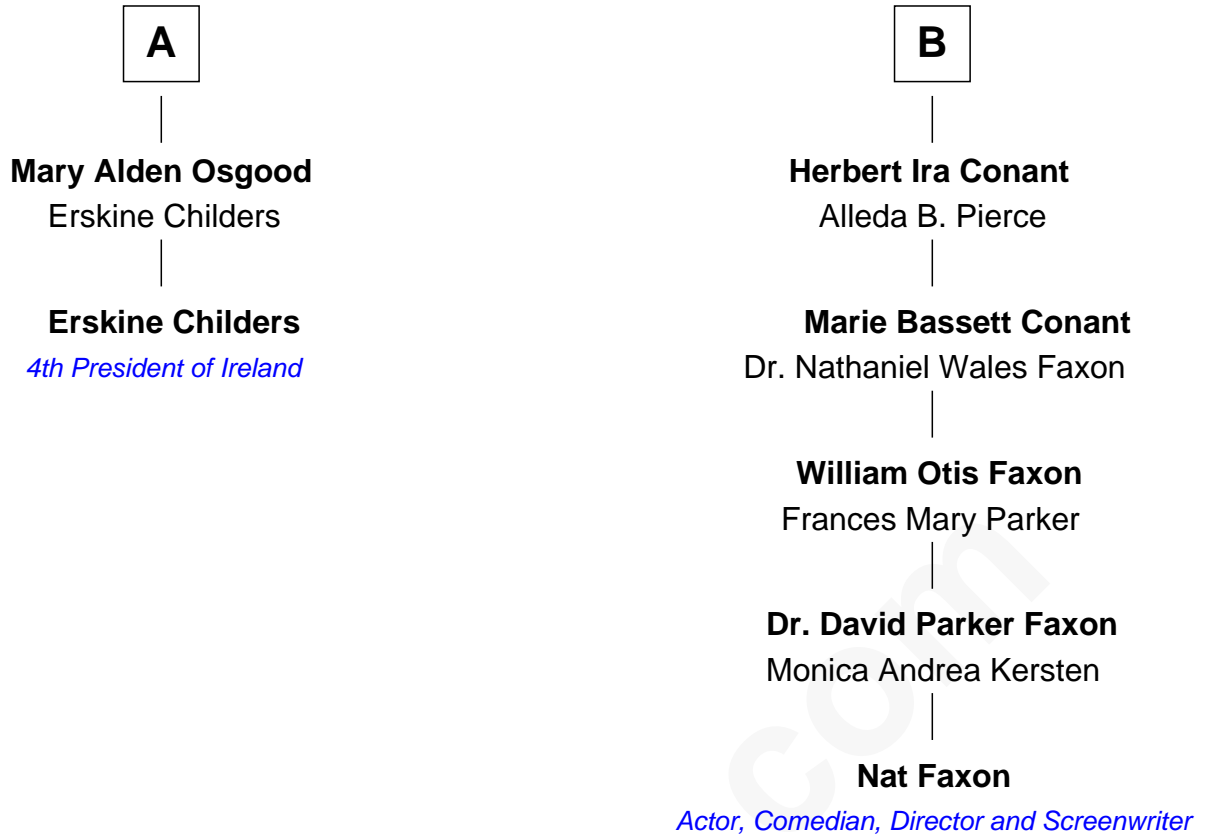 A
Mary Alden Osgood
Erskine Childers
Erskine Childers
4th President of Ireland
B
Herbert Ira Conant
Alleda B. Pierce
Marie Bassett Conant
Dr. Nathaniel Wales Faxon
William Otis Faxon
Frances Mary Parker
Dr. David Parker Faxon
Monica Andrea Kersten
Nat Faxon
Actor, Comedian, Director and Screenwriter
com